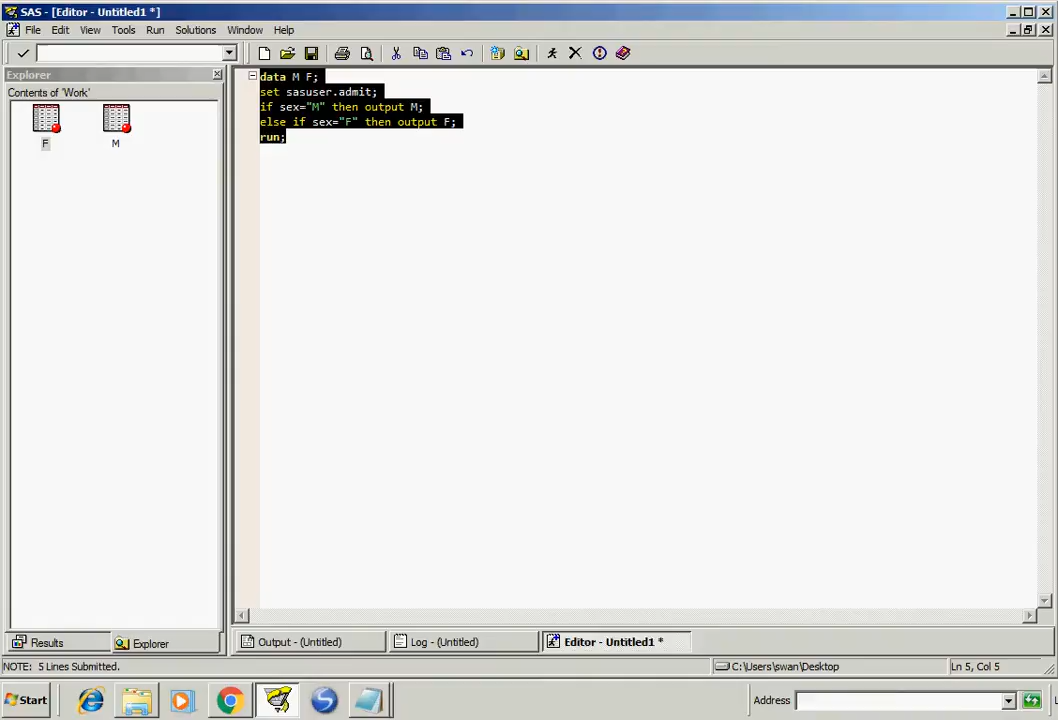 SAS - [Editor - Untitled1 *]
File Edit View Tools Run Solutions Window Help
Explorer
Contents of 'Work'
F M
data M F;
set sasuser.admit;
if sex="M" then output M;
else if sex="F" then output F;
run;
Results Explorer
Output - (Untitled) Log - (Untitled) Editor - Untitled1 *
NOTE: 5 Lines Submitted. C:\Users\swan\Desktop Ln 5, Col 5
Start Address